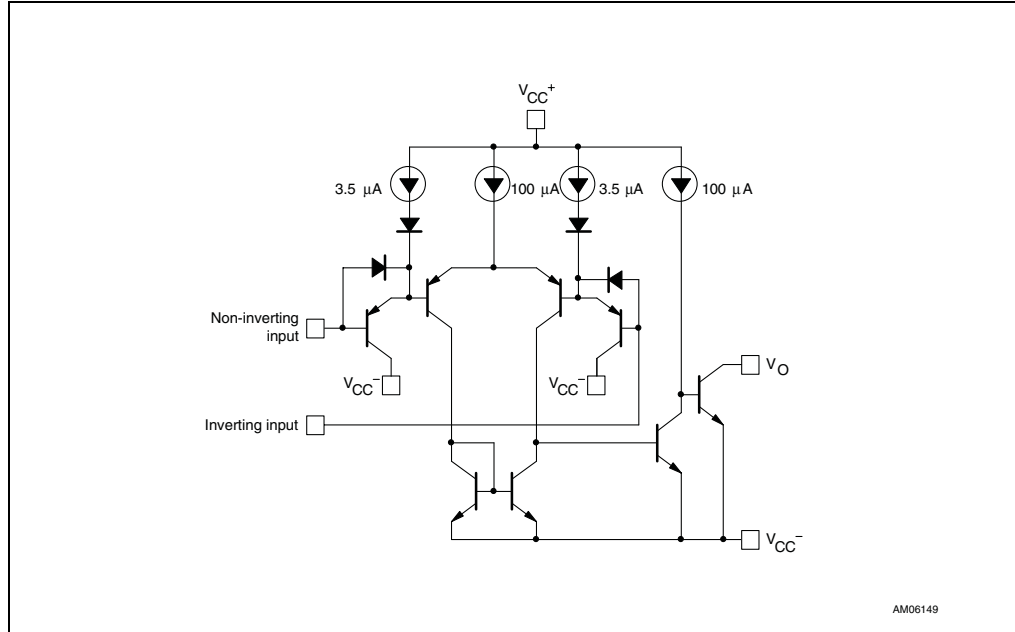 VCC+
3.5 μA
100 μA
3.5 μA
100 μA
Non-inverting
input
VCC−
VCC−
VO
Inverting input
VCC−
AM06149